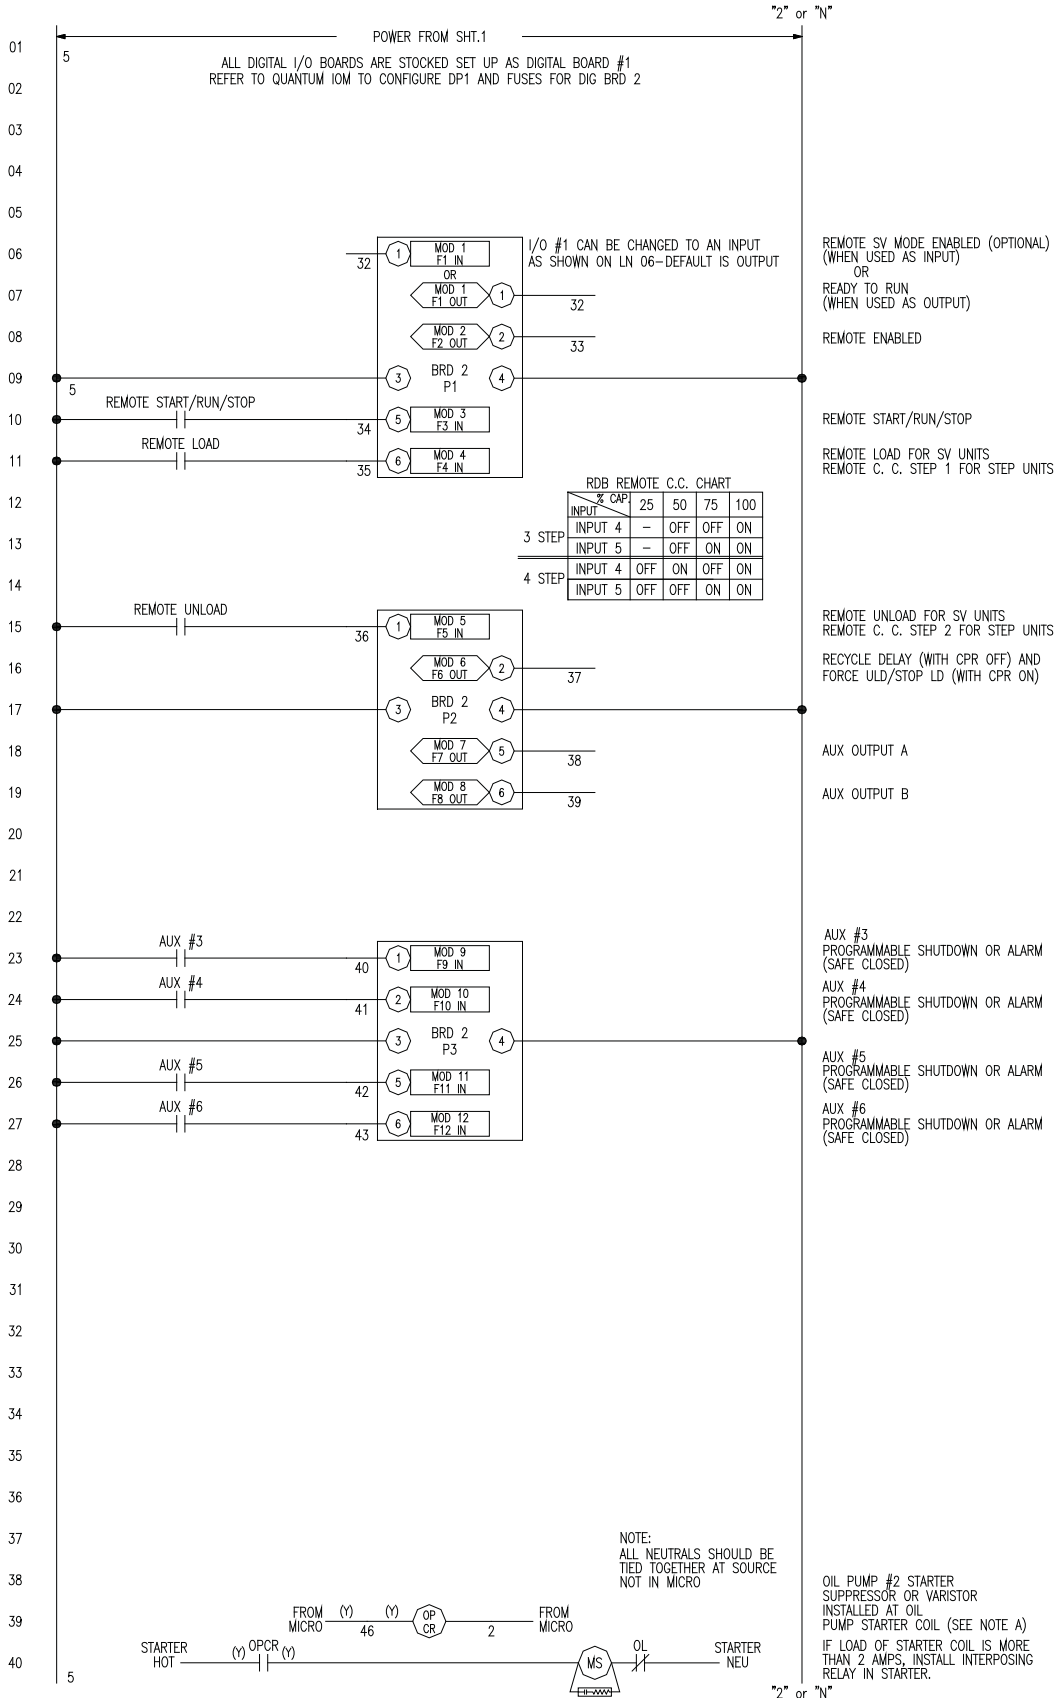 "2" or "N"
POWER FROM SHT.1
01
5
ALL DIGITAL I/O BOARDS ARE STOCKED SET UP AS DIGITAL BOARD #1
REFER TO QUANTUM IOM TO CONFIGURE DP1 AND FUSES FOR DIG BRD 2
02
03
04
05
06
32
1
MOD 1
F1 IN
I/O #1 CAN BE CHANGED TO AN INPUT
AS SHOWN ON LN 06-DEFAULT IS OUTPUT
REMOTE SV MODE ENABLED (OPTIONAL)
(WHEN USED AS INPUT)
OR
OR
07
MOD 1
F1 OUT
1
32
READY TO RUN
(WHEN USED AS OUTPUT)
08
MOD 2
F2 OUT
2
33
REMOTE ENABLED
09
5
3
BRD 2
P1
4
10
REMOTE START/RUN/STOP
34
5
MOD 3
F3 IN
REMOTE START/RUN/STOP
11
REMOTE LOAD
35
6
MOD 4
F4 IN
REMOTE LOAD FOR SV UNITS
REMOTE C. C. STEP 1 FOR STEP UNITS
RDB REMOTE C.C. CHART
12
% CAP.
INPUT
25 50 75 100
13
3 STEP
INPUT 4 - OFF OFF ON
INPUT 5 - OFF ON ON
14
4 STEP
INPUT 4 OFF ON OFF ON
INPUT 5 OFF OFF ON ON
15
REMOTE UNLOAD
36
1
MOD 5
F5 IN
REMOTE UNLOAD FOR SV UNITS
REMOTE C. C. STEP 2 FOR STEP UNITS
16
MOD 6
F6 OUT
2
37
RECYCLE DELAY (WITH CPR OFF) AND
FORCE ULD/STOP LD (WITH CPR ON)
17
3
BRD 2
P2
4
18
MOD 7
F7 OUT
5
38
AUX OUTPUT A
19
MOD 8
F8 OUT
6
39
AUX OUTPUT B
20
21
22
23
AUX #3
40
1
MOD 9
F9 IN
AUX #3
PROGRAMMABLE SHUTDOWN OR ALARM
(SAFE CLOSED)
24
AUX #4
41
2
MOD 10
F10 IN
AUX #4
PROGRAMMABLE SHUTDOWN OR ALARM
(SAFE CLOSED)
25
3
BRD 2
P3
4
26
AUX #5
42
5
MOD 11
F11 IN
AUX #5
PROGRAMMABLE SHUTDOWN OR ALARM
(SAFE CLOSED)
27
AUX #6
43
6
MOD 12
F12 IN
AUX #6
PROGRAMMABLE SHUTDOWN OR ALARM
(SAFE CLOSED)
28
29
30
31
32
33
34
35
36
37
NOTE:
ALL NEUTRALS SHOULD BE
TIED TOGETHER AT SOURCE
NOT IN MICRO
38
OIL PUMP #2 STARTER
SUPPRESSOR OR VARISTOR
INSTALLED AT OIL
PUMP STARTER COIL (SEE NOTE A)
39
FROM
MICRO
(Y)
46
(Y)
OP
CR
2
FROM
MICRO
40
STARTER
HOT
(Y) OPCR (Y)
MS
OL
STARTER
NEU
IF LOAD OF STARTER COIL IS MORE
THAN 2 AMPS, INSTALL INTERPOSING
RELAY IN STARTER.
5
"2" or "N"